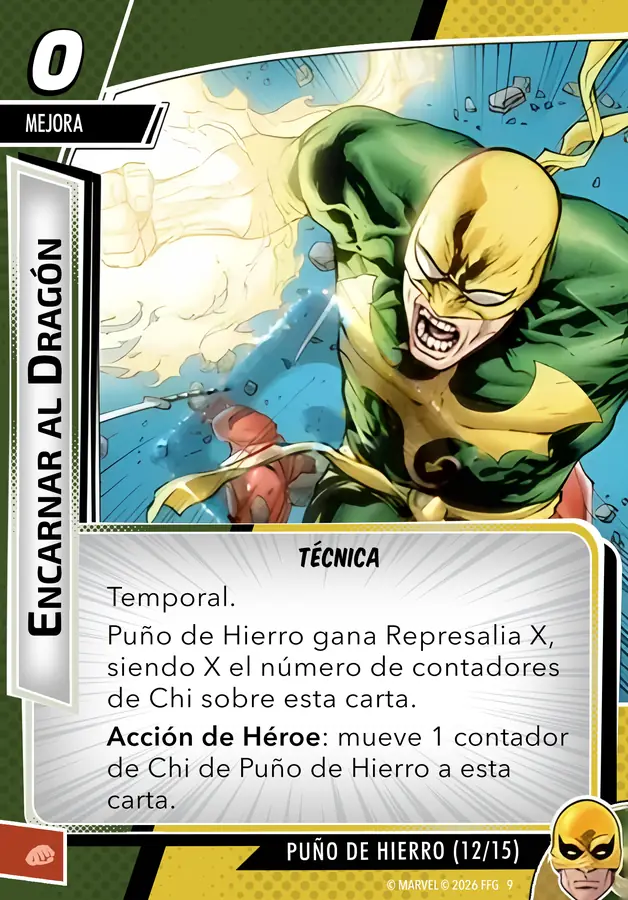 0
MEJORA
ENCARNAR AL DRAGÓN
TÉCNICA
Temporal.
Puño de Hierro gana Represalia X,
siendo X el número de contadores
de Chi sobre esta carta.
Acción de Héroe: mueve 1 contador
de Chi de Puño de Hierro a esta
carta.
PUÑO DE HIERRO (12/15)
© MARVEL © 2026 FFG 9